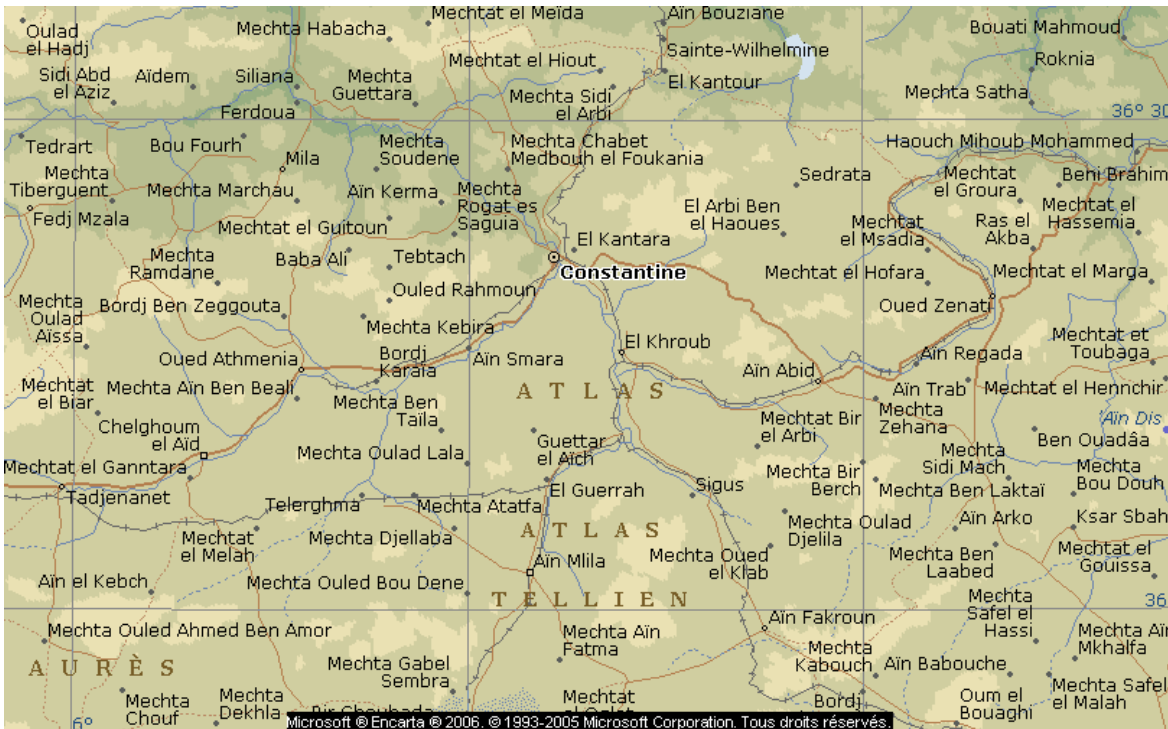 Mechtat el Meïda
Aïn Bouziane
Oulad
el Hadj
Mechta Habacha
Bouati Mahmoud
Sainte-Wilhelmine
Mechtat el Hiout
Roknia
Sidi Abd
el Aziz
Aïdem
Siliana
Mechta
Guettara
El Kantour
Mechta Sidi
el Arbi
Mechta Satha
Ferdoua
36° 30
Tedrart
Bou Fourh
Mechta
Soudene
Mechta Chabet
Medbouh el Foukania
Haouch Mihoub Mohammed
Mila
Mechta
Tiberguent
Mechta Marchau
Aïn Kerma
Mechta
Rogat es
Saguia
Sedrata
Mechtat
el Groura
Beni Brahim
Fedj Mzala
Mechtat el Guitoun
El Arbi Ben
el Haoues
Mechtat
el Msadia
Ras el
Akba
Mechtat el
Hassemia
El Kantara
Mechta
Ramdane
Baba Ali
Tebtach
Constantine
Mechtat el Hofara
Mechtat el Marga
Ouled Rahmoun
Mechta
Oulad
Aïssa
Bordj Ben Zeggouta
Oued Zenati
Mechta Kebira
El Khroub
Mechtat et
Toubaga
Oued Athmenia
Bordj
Karaia
Aïn Smara
Aïn Abid
Aïn Regada
Mechtat
el Biar
Mechta Aïn Ben Beali
ATLAS
Aïn Trab
Mechtat el Hennchir
Mechta Ben
Taïla
Mechtat Bir
el Arbi
Mechta
Zehana
'Aïn Dis
Chelghoum
el Aïd
Guettar
el Aïch
Ben Ouadâa
Mechtat el Ganntara
Mechta Oulad Lala
Mechta Bir
Berch
Mechta
Sidi Mach
Mechta
Bou Douh
Tadjenanet
Telerghma
Mechta Atatfa
El Guerrah
Sigus
Mechta Ben Laktaï
Mechtat
el Melah
Mechta Djellaba
ATLAS
Mechta Oulad
Djelila
Aïn Arko
Ksar Sbah
Aïn el Kebch
Mechta Ouled Bou Dene
Aïn Mlila
Mechta Oued
el Klab
Mechta Ben
Laabed
Mechtat el
Gouissa
TELLIEN
36
Mechta Ouled Ahmed Ben Amor
Mechta Aïn
Fatma
Aïn Fakroun
Mechta
Safel el
Hassi
Mechta Aï
Mkhalfa
AURÈS
Mechta Gabel
Sembra
Mechta
Kabouch
Aïn Babouche
Mechta
Chouf
Mechta
Dekhla
Mechtat
Bordj
Oum el
Bouaghi
Mechta Safel
el Malah
6°
Microsoft ® Encarta ® 2006. © 1993-2005 Microsoft Corporation. Tous droits réservés.